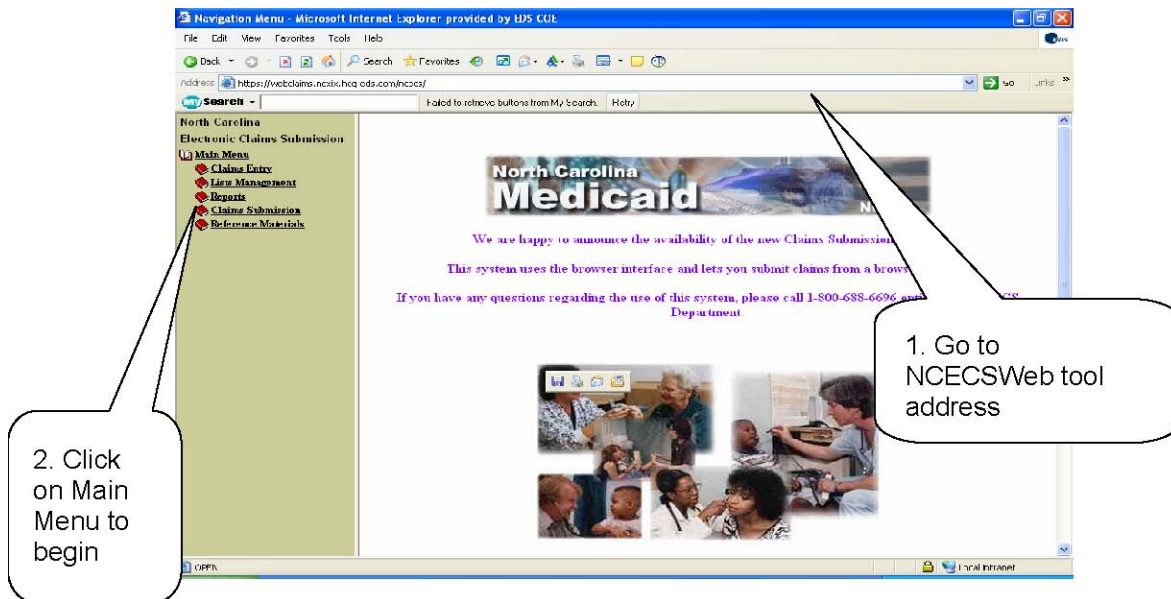 Navigation Menu - Microsoft Internet Explorer provided by EDS COE
File Edit View Favorites Tools Help
Back Search Favorites
Address https://webclaims.ncxix.hcg.eds.com/ncecs/ Go Links »
My Search Failed to retrieve buttons from My Search. Retry
North Carolina
Electronic Claims Submission
Main Menu
Claims Entry
Lists Management
Reports
Claims Submission
Reference Materials
North Carolina
Medicaid
We are happy to announce the availability of the new Claims Submission
This system uses the browser interface and lets you submit claims from a
If you have any questions regarding the use of this system, please call 1-800-688-6696
Department.
1. Go to
NCECSWeb tool
address
2. Click
on Main
Menu to
begin
OPEN Local intranet